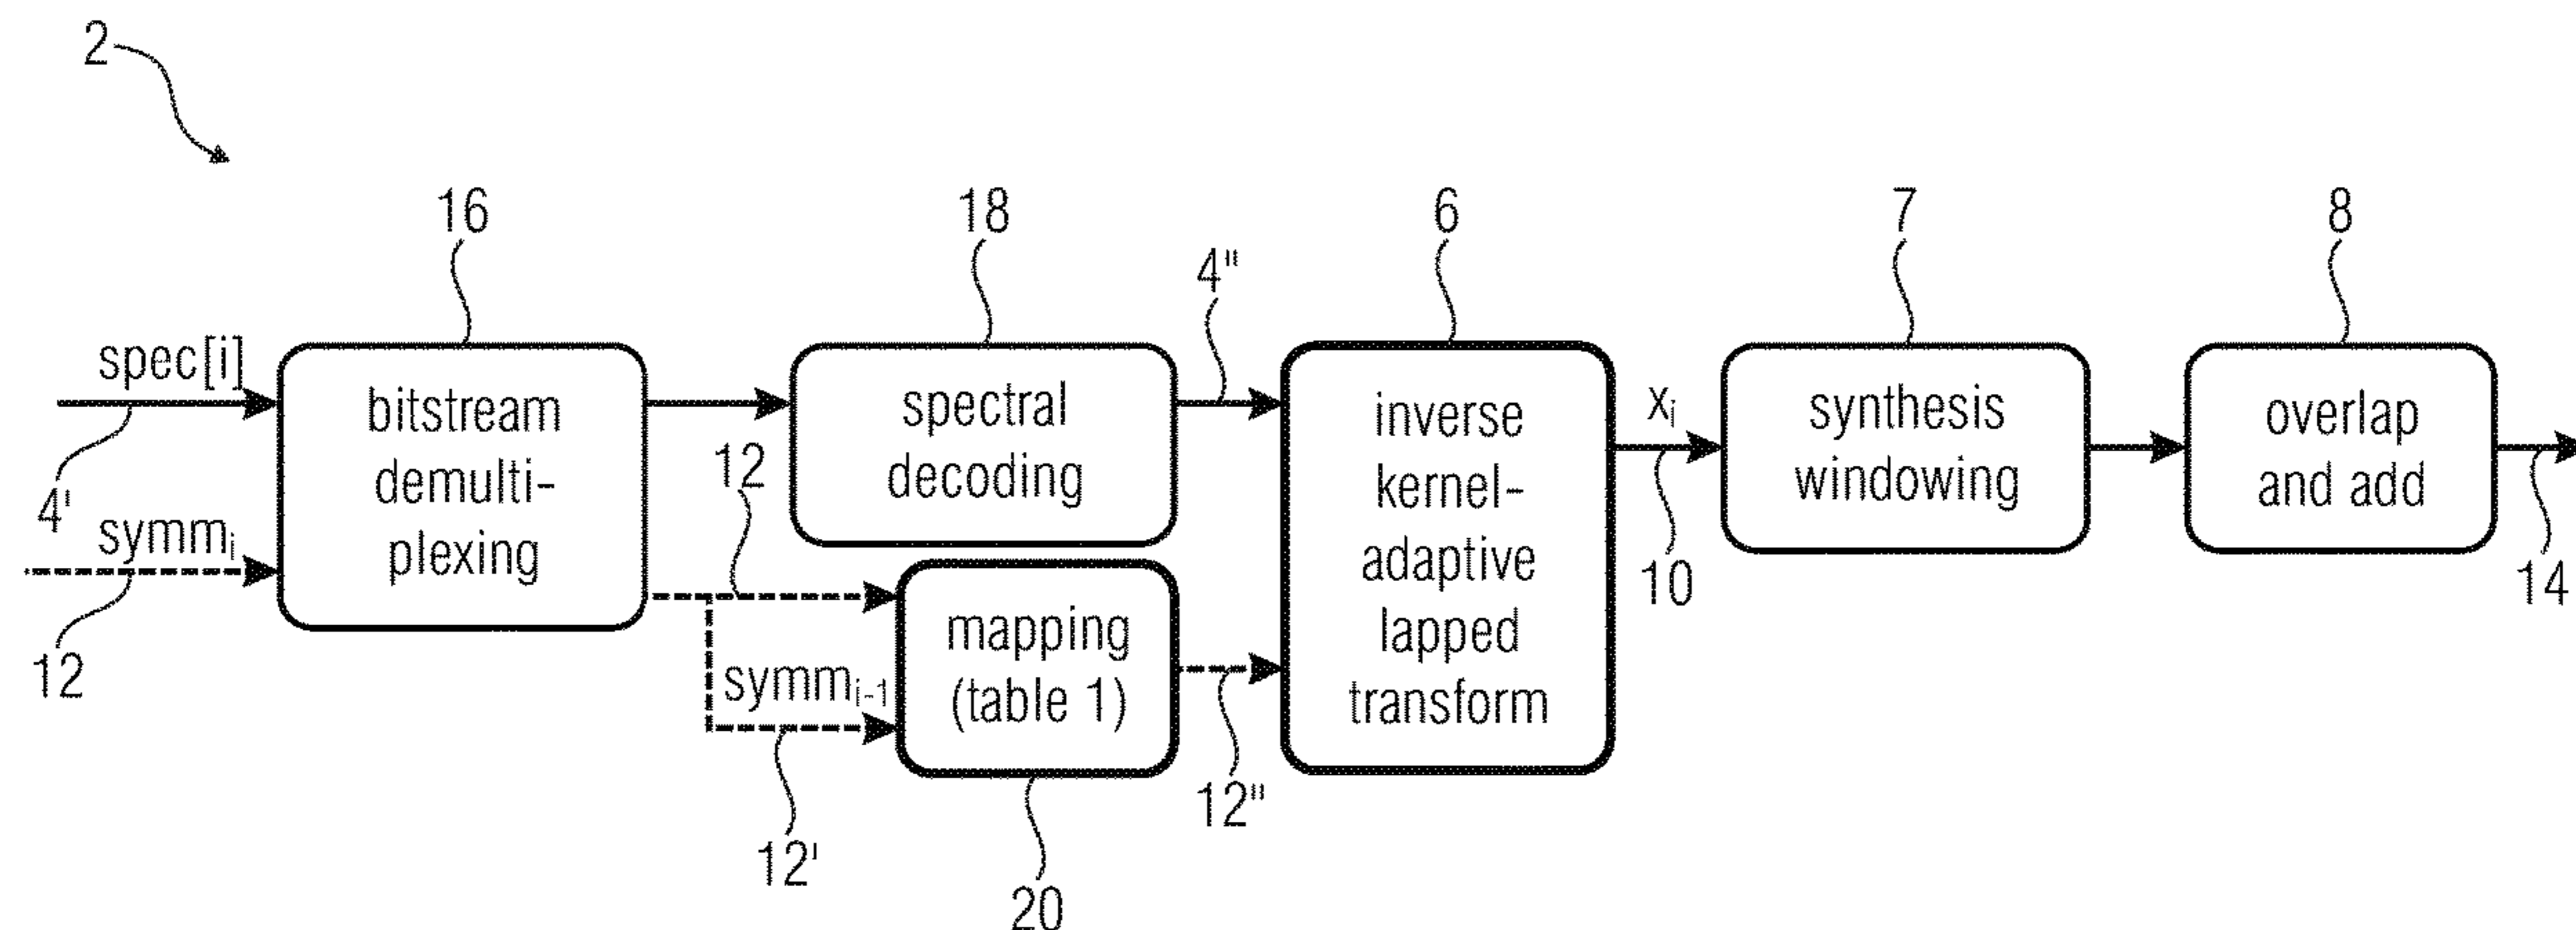 2
16
18
6
7
8
4"
spec[i]
4'
symmᵢ
12
bitstream
demulti-
plexing
12
spectral
decoding
symmᵢ₋₁
12'
mapping
(table 1)
20
12"
inverse
kernel-
adaptive
lapped
transform
xᵢ
10
synthesis
windowing
overlap
and add
14